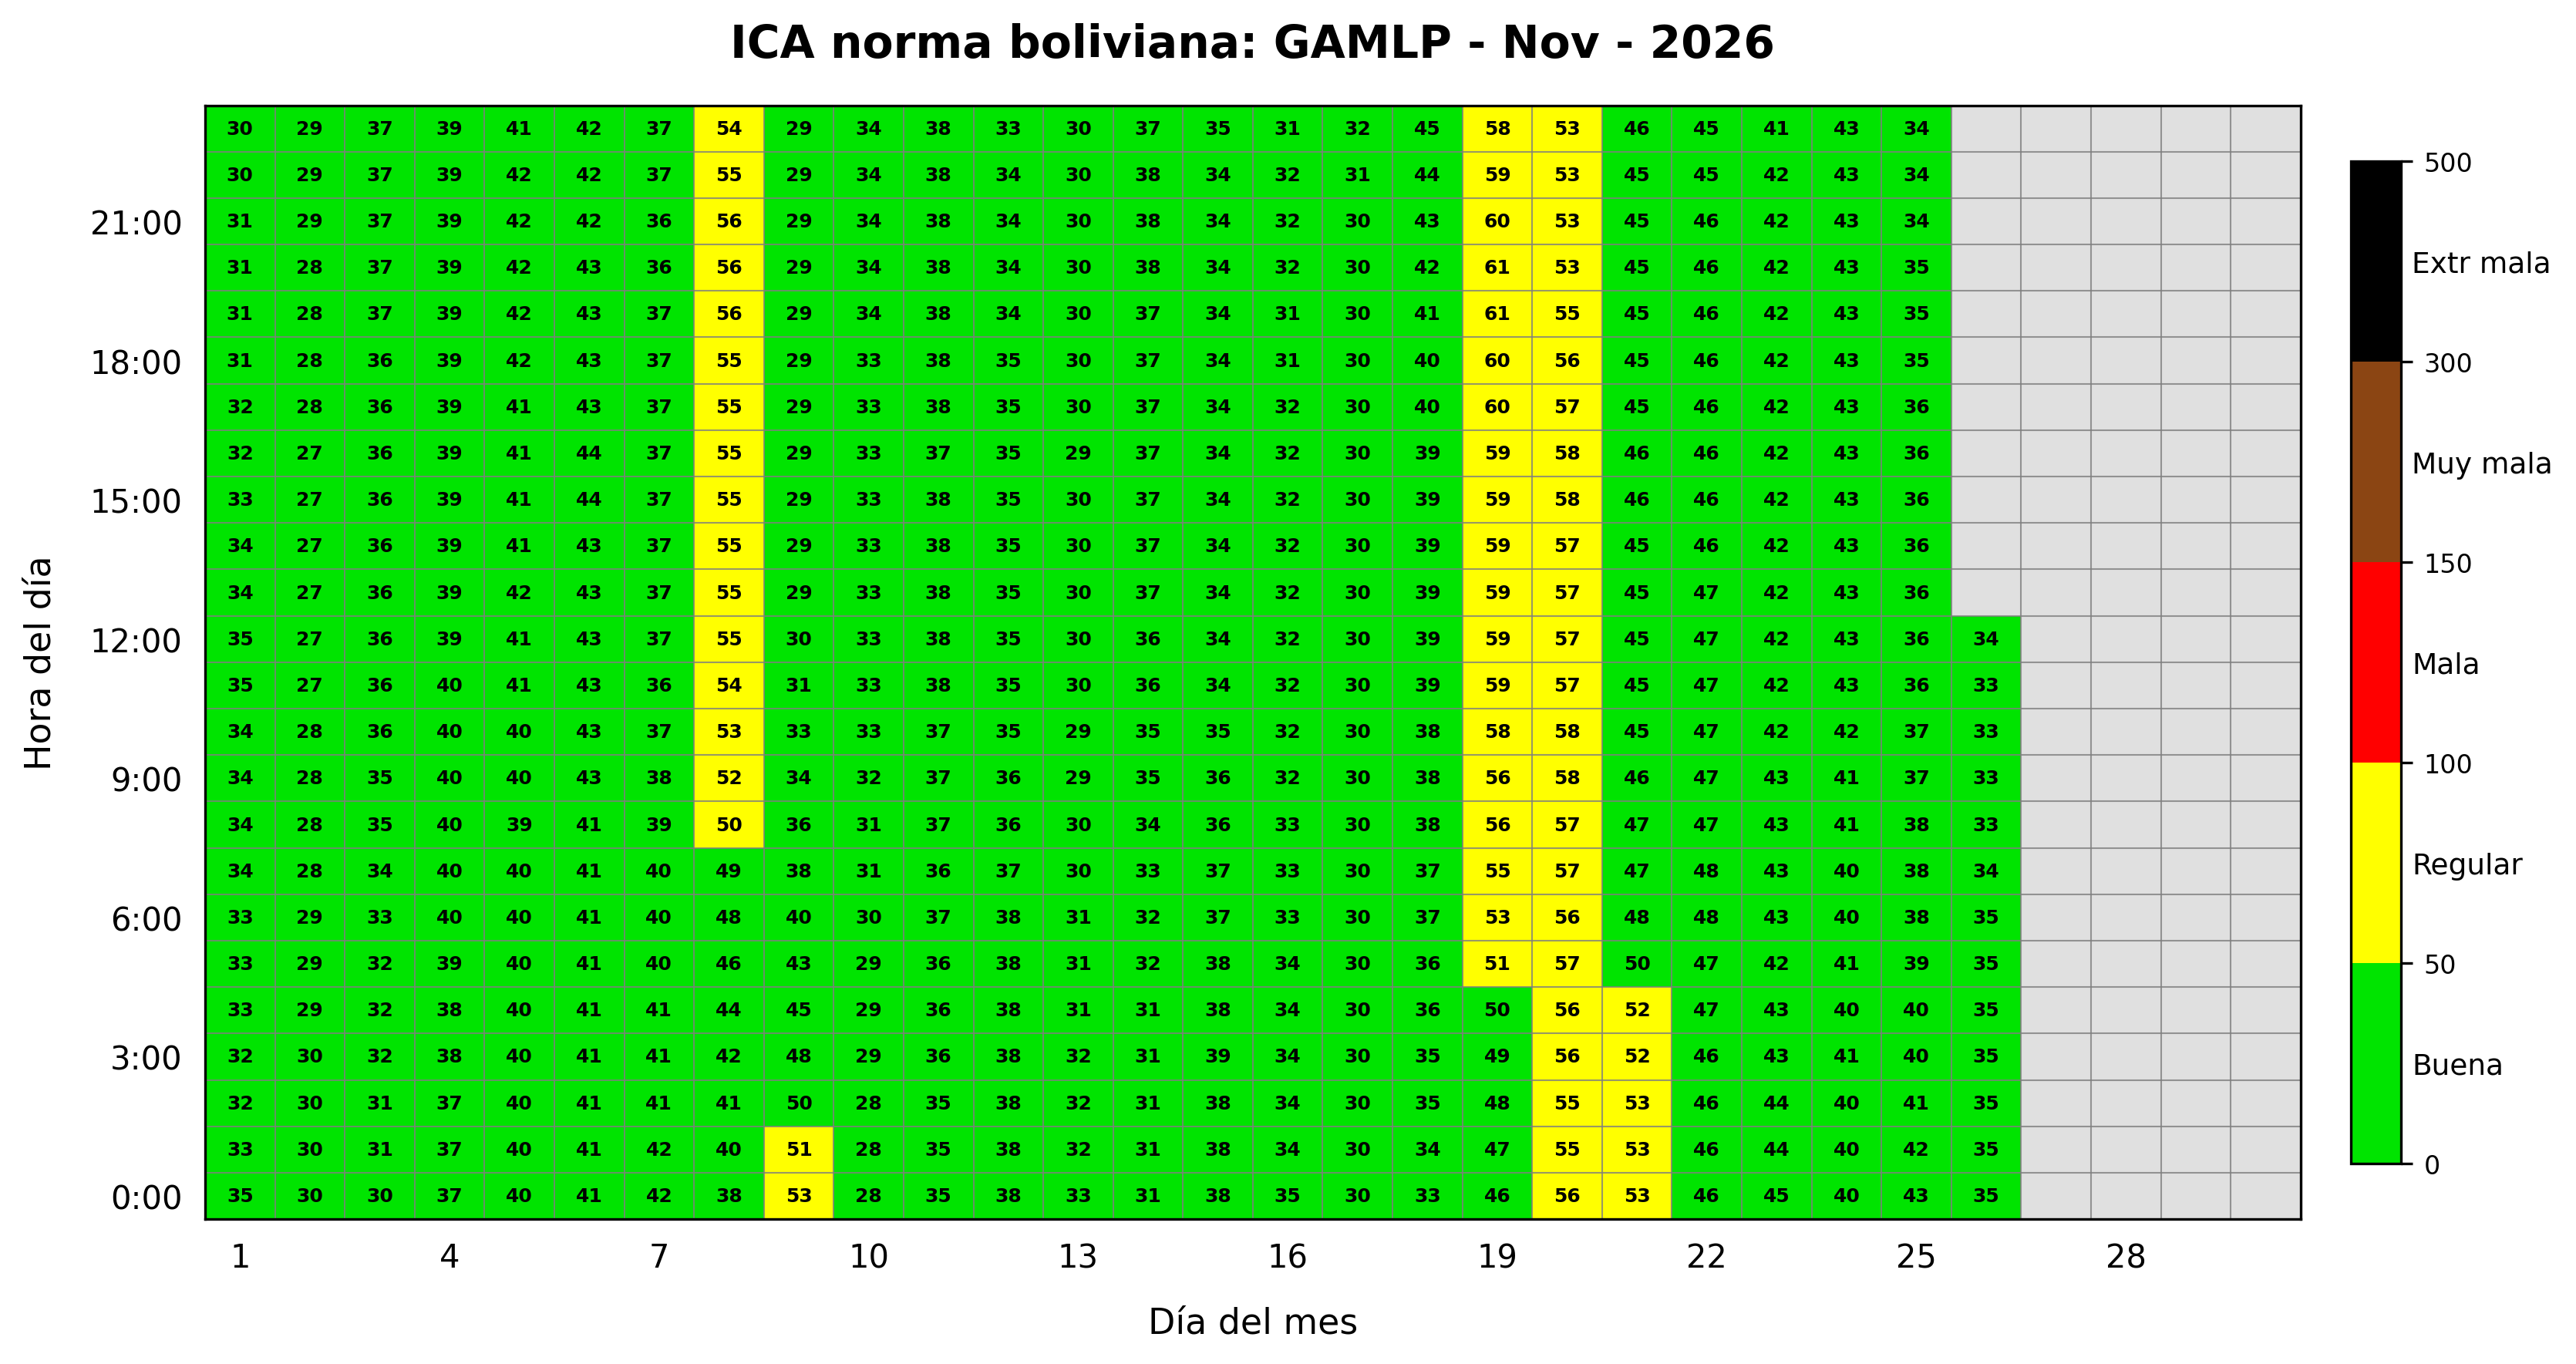 ICA norma boliviana: GAMLP - Nov - 2026
30 29 37 39 41 42 37 54 29 34 38 33 30 37 35 31 32 45 58 53 46 45 41 43 34
30 29 37 39 42 42 37 55 29 34 38 34 30 38 34 32 31 44 59 53 45 45 42 43 34
21:00 31 29 37 39 42 42 36 56 29 34 38 34 30 38 34 32 30 43 60 53 45 46 42 43 34
31 28 37 39 42 43 36 56 29 34 38 34 30 38 34 32 30 42 61 53 45 46 42 43 35
31 28 37 39 42 43 37 56 29 34 38 34 30 37 34 31 30 41 61 55 45 46 42 43 35
18:00 31 28 36 39 42 43 37 55 29 33 38 35 30 37 34 31 30 40 60 56 45 46 42 43 35
32 28 36 39 41 43 37 55 29 33 38 35 30 37 34 32 30 40 60 57 45 46 42 43 36
32 27 36 39 41 44 37 55 29 33 37 35 29 37 34 32 30 39 59 58 46 46 42 43 36
15:00 33 27 36 39 41 44 37 55 29 33 38 35 30 37 34 32 30 39 59 58 46 46 42 43 36
34 27 36 39 41 43 37 55 29 33 38 35 30 37 34 32 30 39 59 57 45 46 42 43 36
34 27 36 39 42 43 37 55 29 33 38 35 30 37 34 32 30 39 59 57 45 47 42 43 36
12:00 35 27 36 39 41 43 37 55 30 33 38 35 30 36 34 32 30 39 59 57 45 47 42 43 36 34
35 27 36 40 41 43 36 54 31 33 38 35 30 36 34 32 30 39 59 57 45 47 42 43 36 33
34 28 36 40 40 43 37 53 33 33 37 35 29 35 35 32 30 38 58 58 45 47 42 42 37 33
9:00 34 28 35 40 40 43 38 52 34 32 37 36 29 35 36 32 30 38 56 58 46 47 43 41 37 33
34 28 35 40 39 41 39 50 36 31 37 36 30 34 36 33 30 38 56 57 47 47 43 41 38 33
34 28 34 40 40 41 40 49 38 31 36 37 30 33 37 33 30 37 55 57 47 48 43 40 38 34
6:00 33 29 33 40 40 41 40 48 40 30 37 38 31 32 37 33 30 37 53 56 48 48 43 40 38 35
33 29 32 39 40 41 40 46 43 29 36 38 31 32 38 34 30 36 51 57 50 47 42 41 39 35
33 29 32 38 40 41 41 44 45 29 36 38 31 31 38 34 30 36 50 56 52 47 43 40 40 35
3:00 32 30 32 38 40 41 41 42 48 29 36 38 32 31 39 34 30 35 49 56 52 46 43 41 40 35
32 30 31 37 40 41 41 41 50 28 35 38 32 31 38 34 30 35 48 55 53 46 44 40 41 35
33 30 31 37 40 41 42 40 51 28 35 38 32 31 38 34 30 34 47 55 53 46 44 40 42 35
0:00 35 30 30 37 40 41 42 38 53 28 35 38 33 31 38 35 30 33 46 56 53 46 45 40 43 35
1 4 7 10 13 16 19 22 25 28
Día del mes
Hora del día
500
Extr mala
300
Muy mala
150
Mala
100
Regular
50
Buena
0